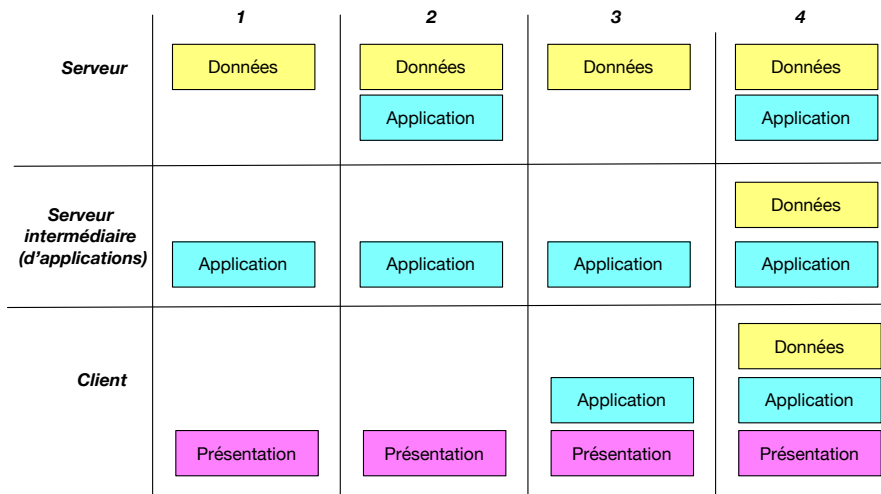 1 2 3 4
Serveur Données Données Données Données
Application Application
Serveur
intermédiaire
(d'applications)
Données
Application Application Application Application
Client
Données
Application Application
Présentation Présentation Présentation Présentation